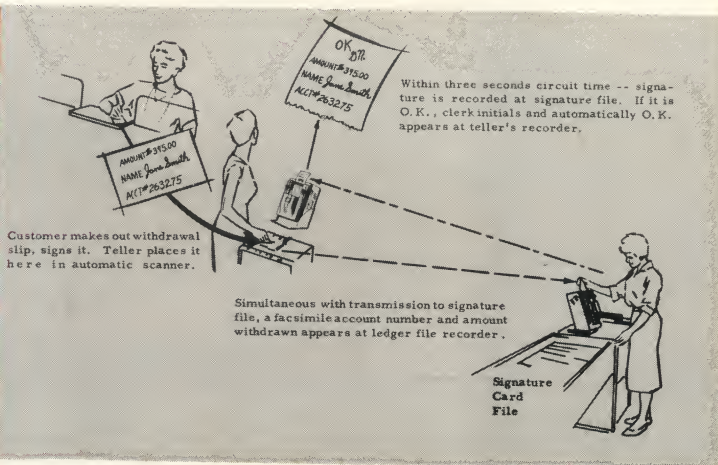 OK
DM.
AMOUNT $395.00
NAME Jane Smith
ACCT# 263275
Within three seconds circuit time -- signa-
ture is recorded at signature file. If it is
O.K., clerk initials and automatically O.K.
appears at teller's recorder.
AMOUNT $395.00
NAME Jane Smith
ACCT# 263275
Customer makes out withdrawal
slip, signs it. Teller places it
here in automatic scanner.
Simultaneous with transmission to signature
file, a facsimile account number and amount
withdrawn appears at ledger file recorder.
Signature
Card
File